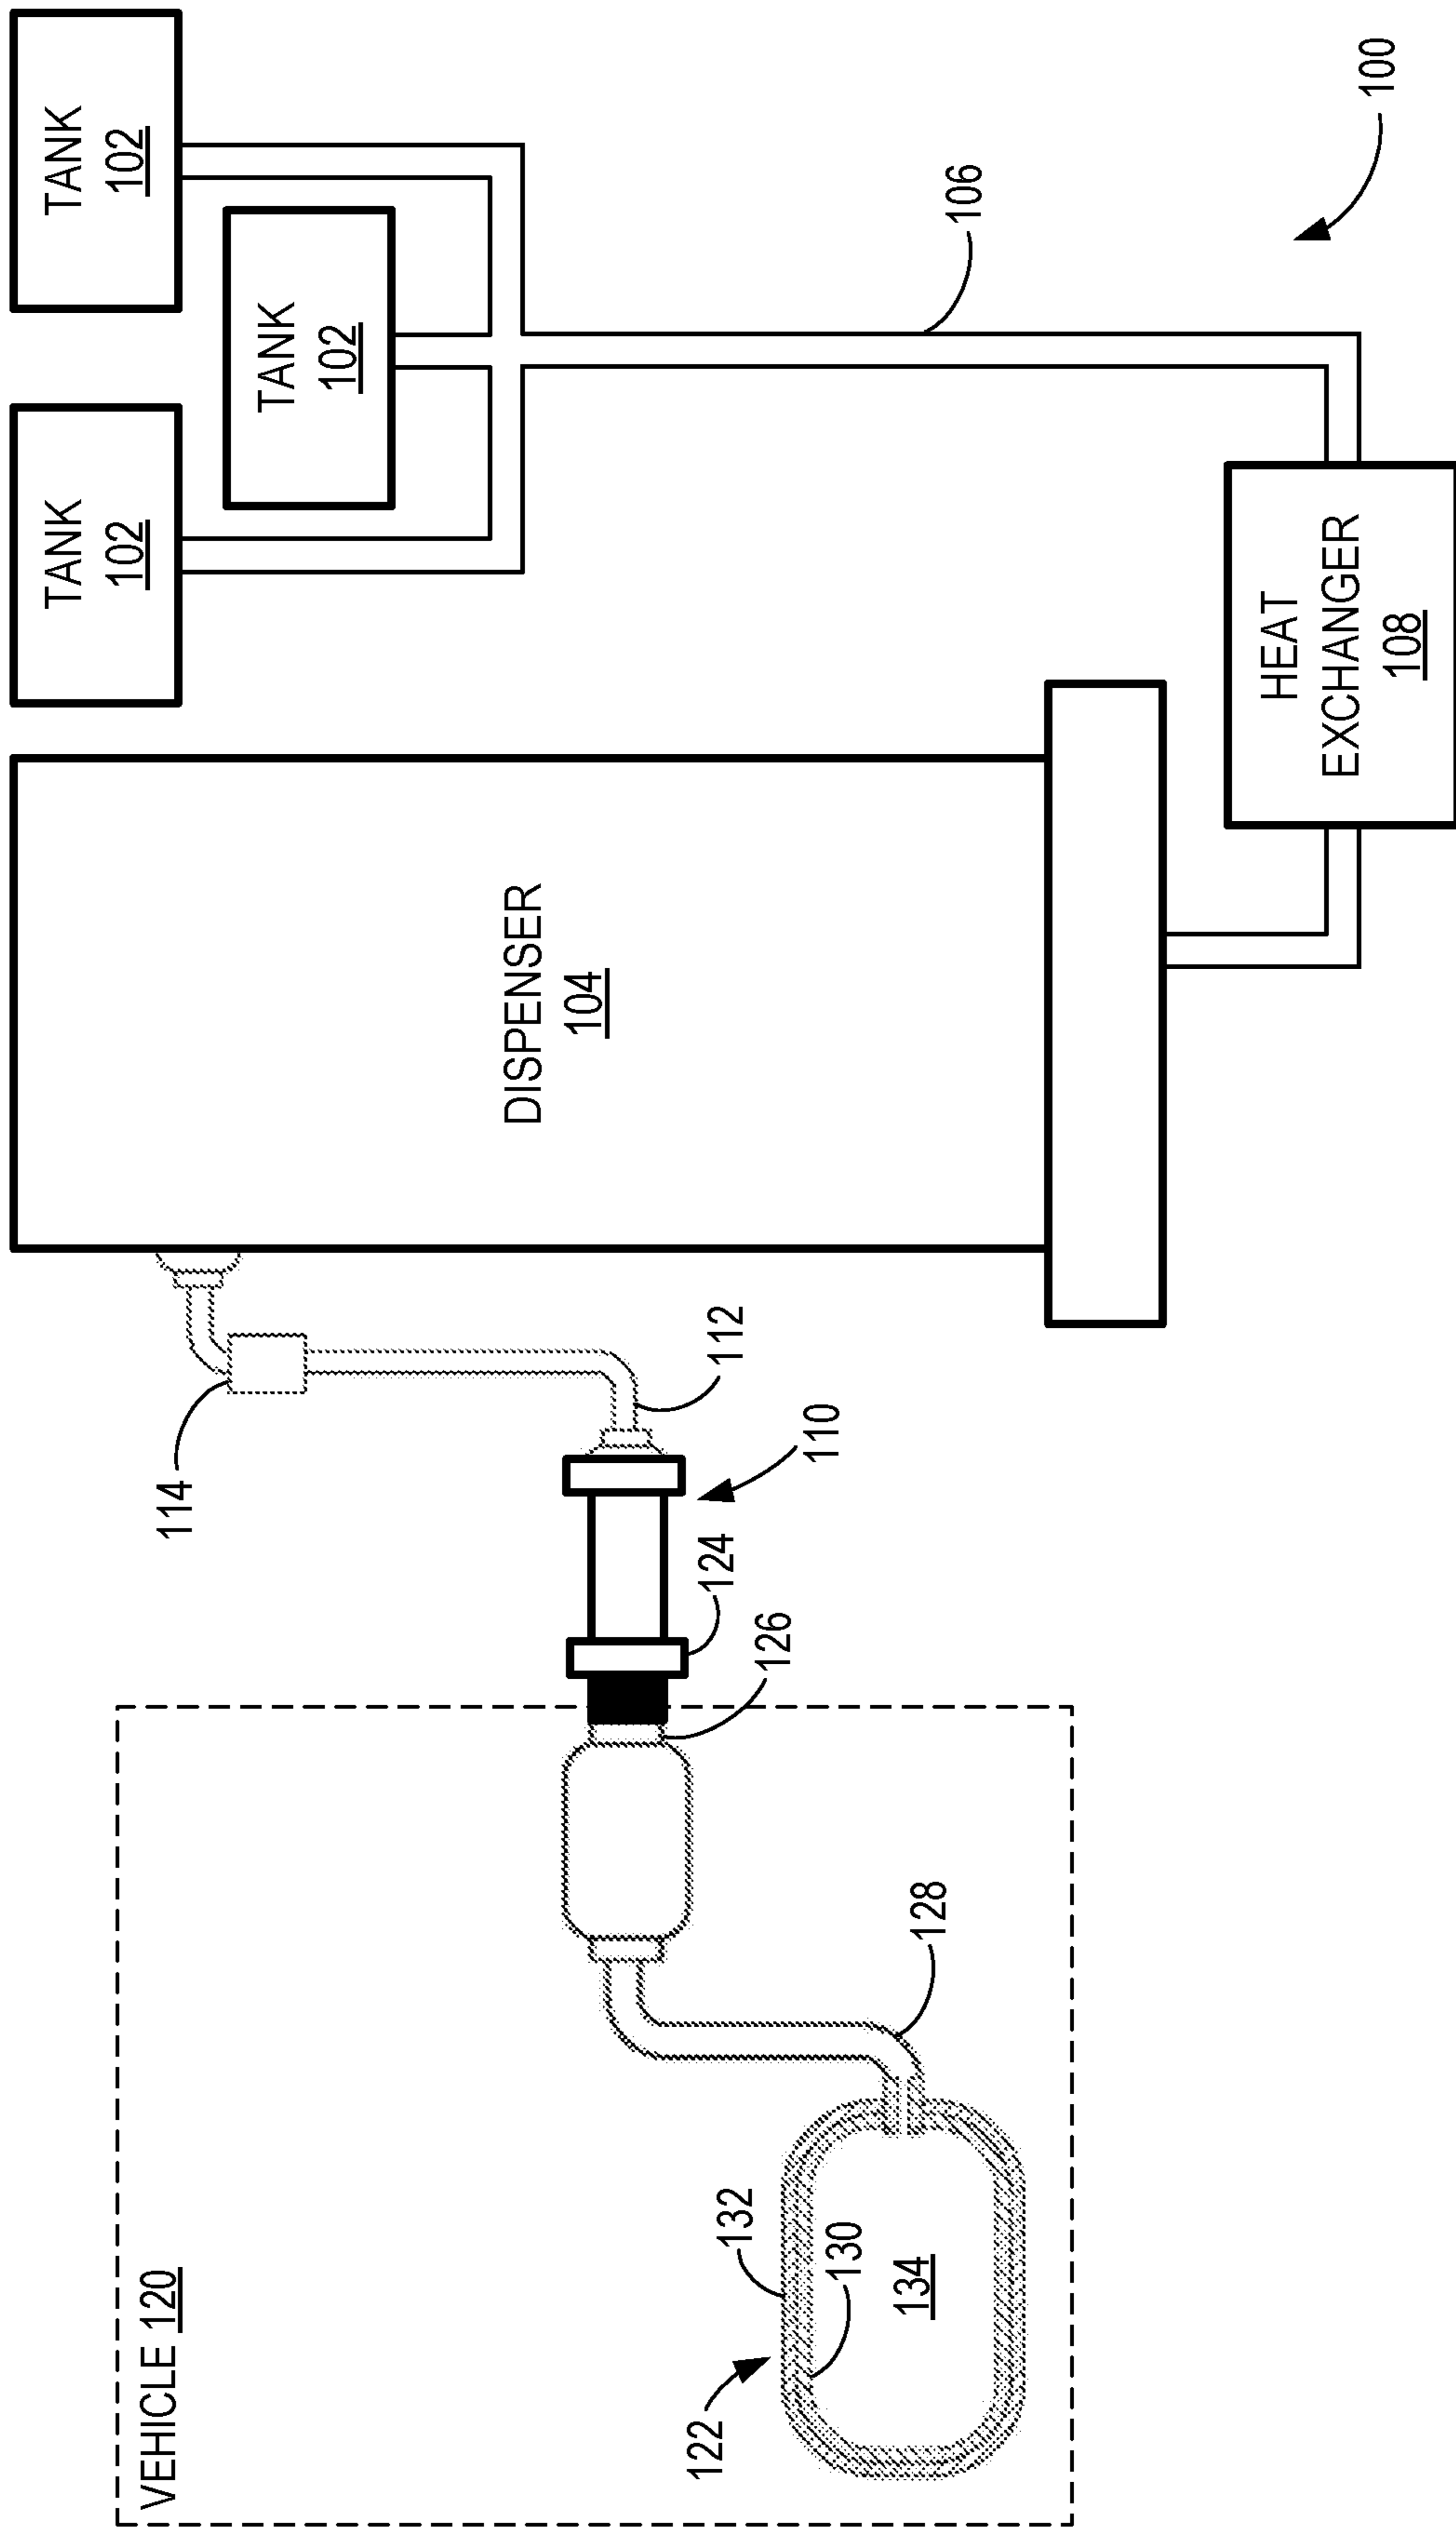 VEHICLE 120
122
132
130
134
128
126
124
110
112
114
DISPENSER
104
TANK
102
TANK
102
TANK
102
106
HEAT
EXCHANGER
108
100